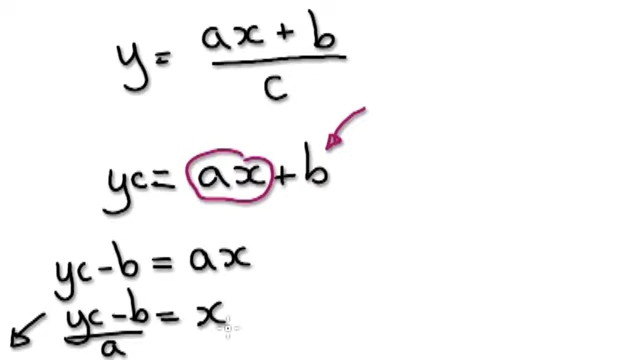 y = ax + b / c
yc = ax + b
yc - b = ax
yc - b / a = x